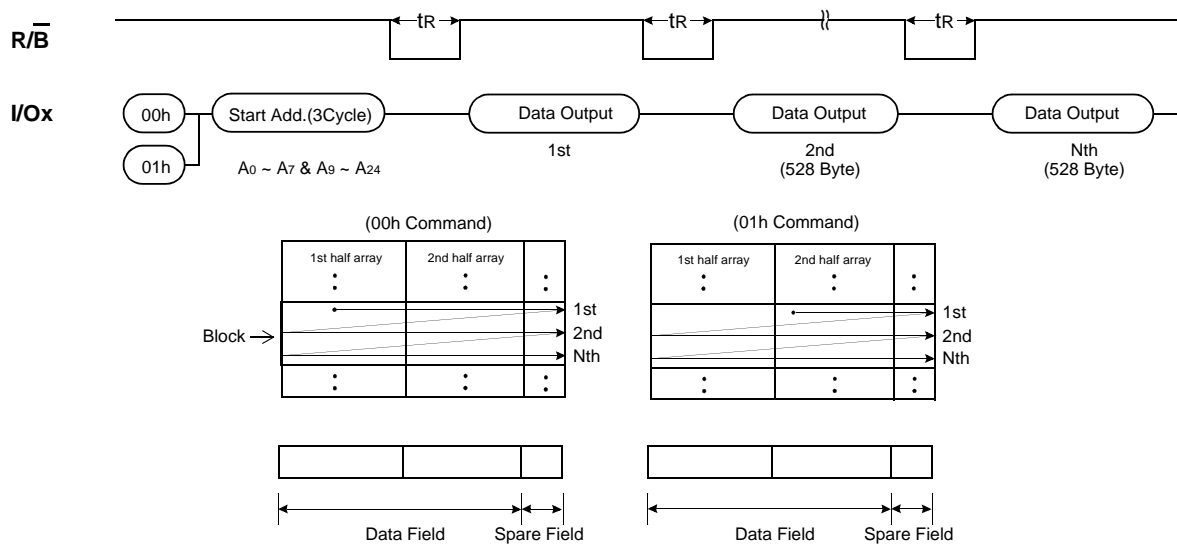 R/B
tR tR tR
I/Ox
00h Start Add.(3Cycle) Data Output Data Output Data Output
01h
A0 ~ A7 & A9 ~ A24
1st
2nd
(528 Byte)
Nth
(528 Byte)
(00h Command)
1st half array 2nd half array
Block
1st
2nd
Nth
Data Field Spare Field
(01h Command)
1st half array 2nd half array
1st
2nd
Nth
Data Field Spare Field